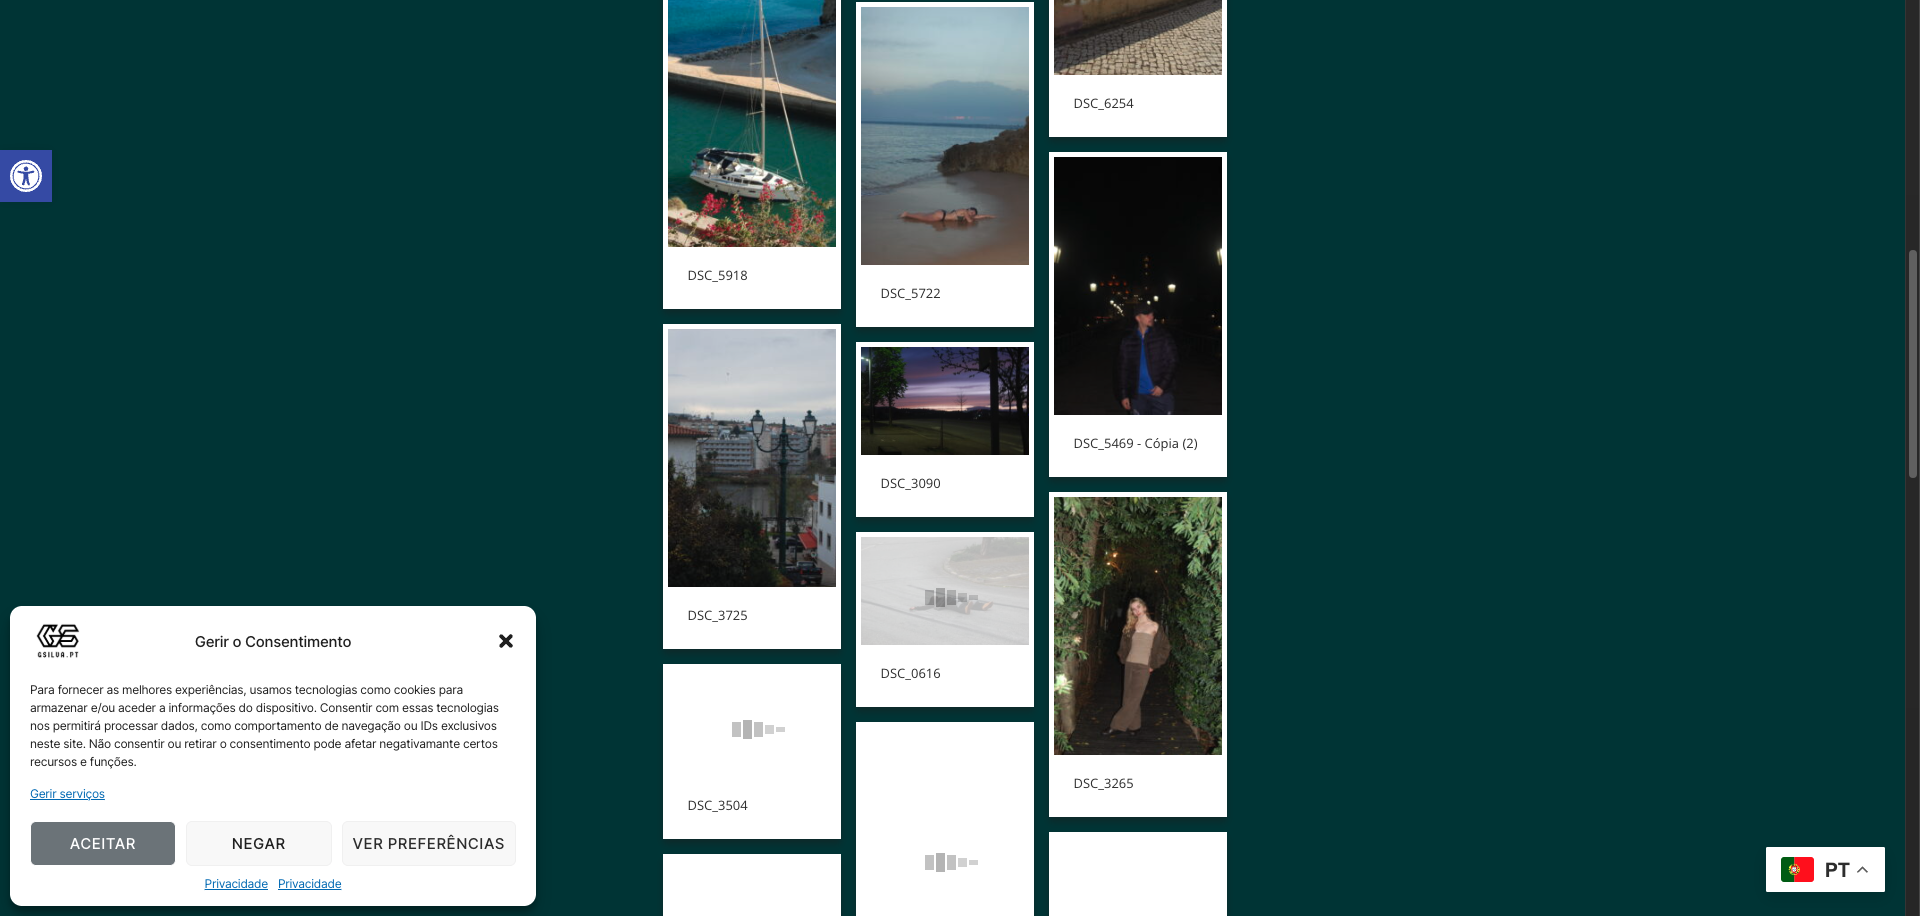 DSC_6254
DSC_5918
DSC_5722
DSC_5469 - Cópia (2)
DSC_3090
DSC_3725
DSC_0616
DSC_3265
DSC_3504
GSILVA.PT
Gerir o Consentimento
Para fornecer as melhores experiências, usamos tecnologias como cookies para
armazenar e/ou aceder a informações do dispositivo. Consentir com essas tecnologias
nos permitirá processar dados, como comportamento de navegação ou IDs exclusivos
neste site. Não consentir ou retirar o consentimento pode afetar negativamante certos
recursos e funções.
Gerir serviços
ACEITAR
NEGAR
VER PREFERÊNCIAS
Privacidade Privacidade
PT